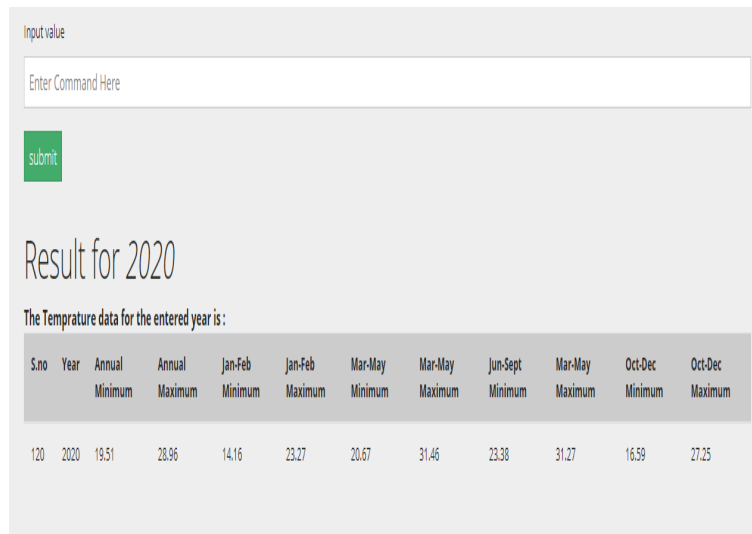 Input value
Enter Command Here
submit
Result for 2020
The Temprature data for the entered year is :
S.no Year Annual Minimum Annual Maximum Jan-Feb Minimum Jan-Feb Maximum Mar-May Minimum Mar-May Maximum Jun-Sept Minimum Mar-May Maximum Oct-Dec Minimum Oct-Dec Maximum
120 2020 19.51 28.96 14.16 23.27 20.67 31.46 23.38 31.27 16.59 27.25